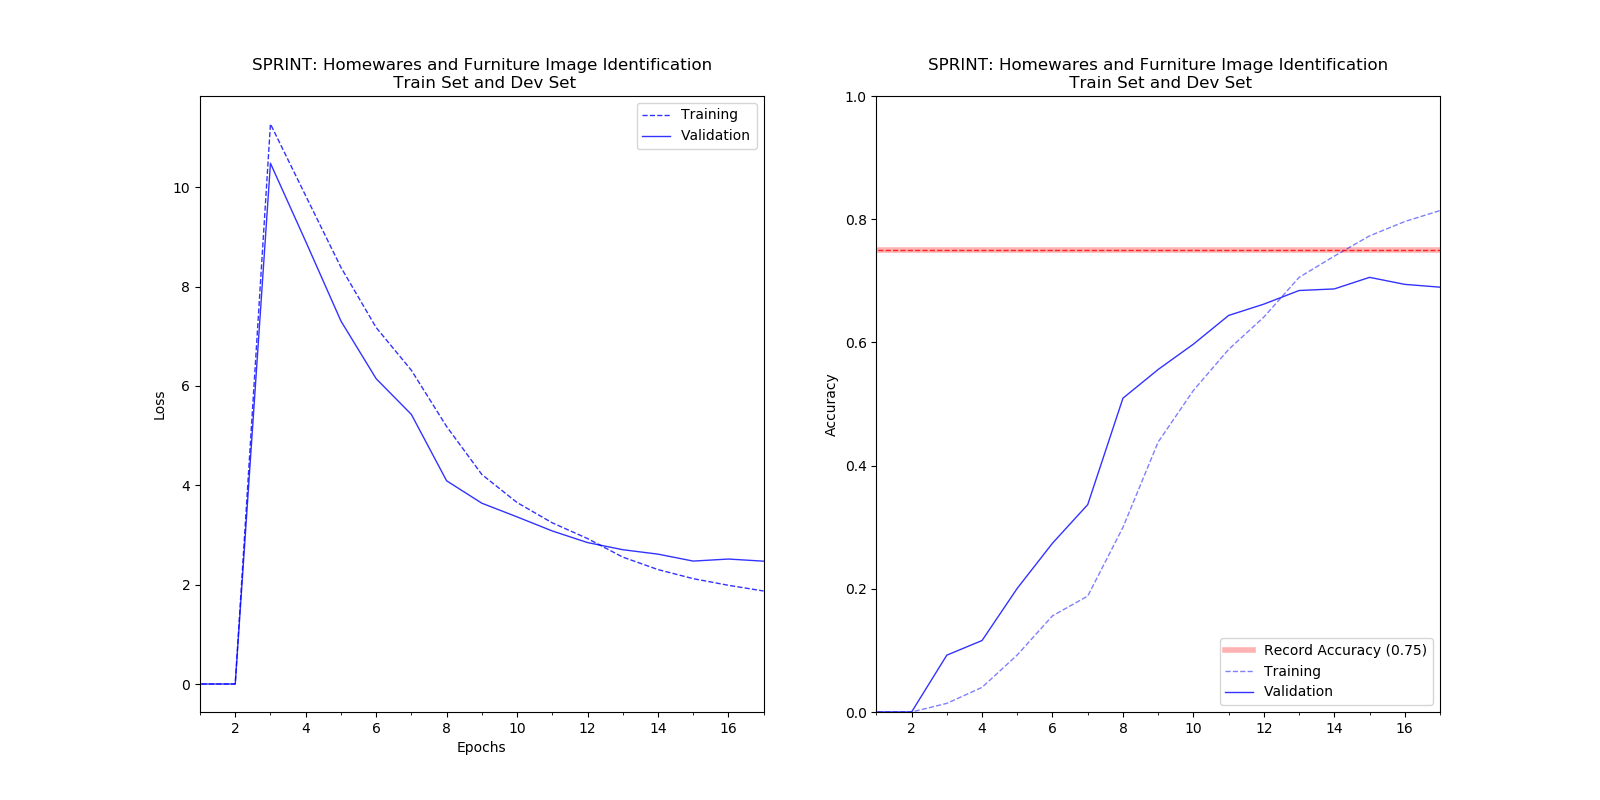 SPRINT: Homewares and Furniture Image Identification
Train Set and Dev Set
Training
Validation
10
8
6
4
2
0
Loss
2
4
6
8
10
12
14
16
Epochs
SPRINT: Homewares and Furniture Image Identification
Train Set and Dev Set
1.0
0.8
0.6
0.4
0.2
0.0
Accuracy
Record Accuracy (0.75)
Training
Validation
2
4
6
8
10
12
14
16